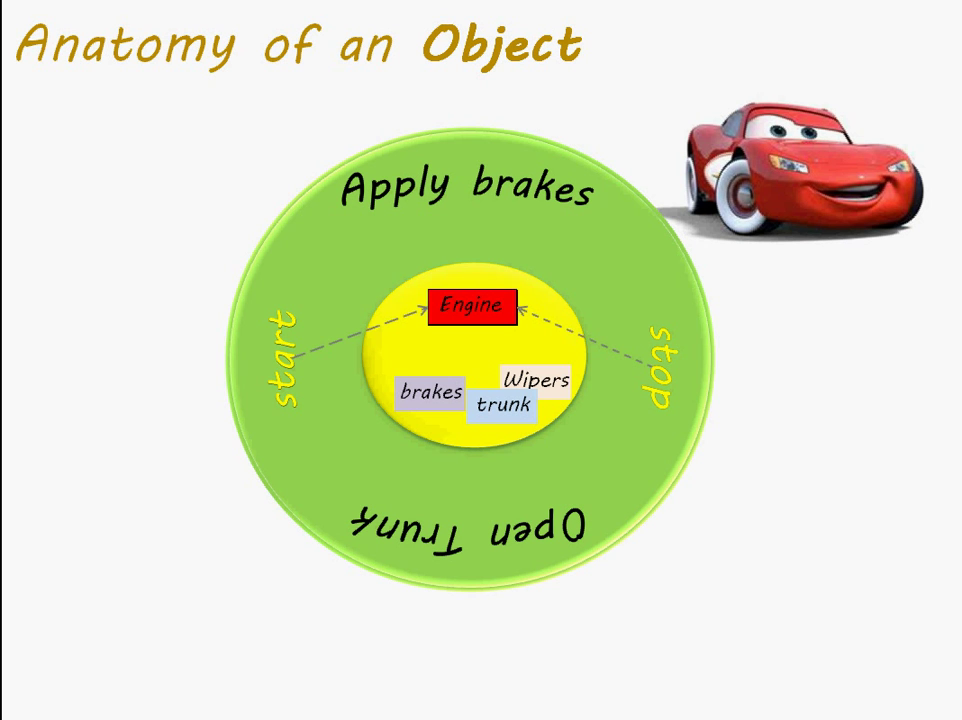 Anatomy of an Object
Apply brakes
start
Engine
stop
brakes
Wipers
trunk
Open Trunk